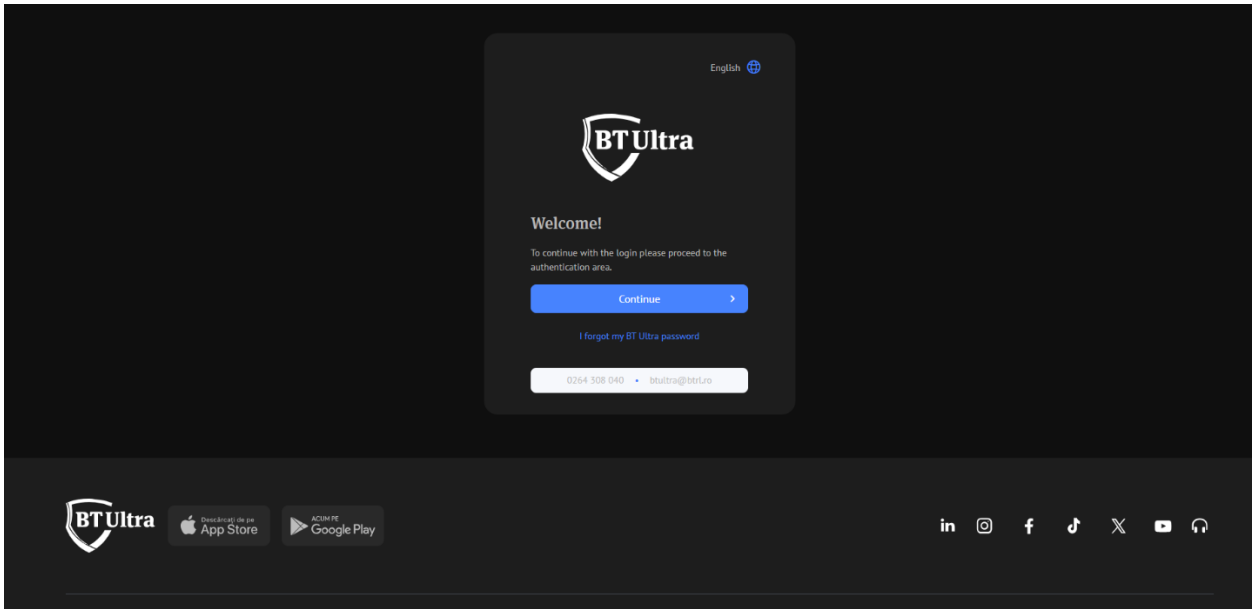 English
BT Ultra
Welcome!
To continue with the login please proceed to the
authentication area.
Continue
I forgot my BT Ultra password
0264 308 040 • btultra@btrl.ro
BT Ultra
Descărcați de pe
App Store
ACUM PE
Google Play